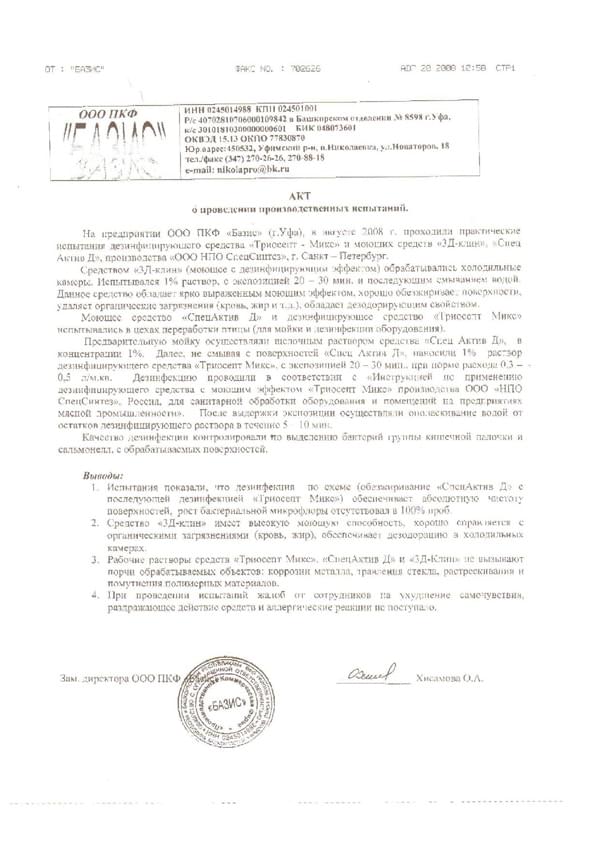 ОТ : "БАЗИС" ФАКС NO. : 702626 АВГ 20 2008 10:58 СТР1
ООО ПКФ
"БАЗИС"
ИНН 0245014988 КПП 024501001
Р/с 40702810706000109842 в Башкирском отделении № 8598 г.Уфа,
к/с 30101810300000000601 БИК 048073601
ОКВЭД 15.13 ОКПО 77830870
Юр.адрес:450532, Уфимский р-н, п.Николаевка, ул.Новаторов, 18
тел./факс (347) 270-26-26, 270-88-18
e-mail: nikolapro@bk.ru
АКТ
о проведении производственных испытаний.
На предприятии ООО ПКФ «Базис» (г.Уфа), в августе 2008 г. проходили практические
испытания дезинфицирующего средства «Триосепт - Микс» и моющих средств «3Д-клин», «Спец
Актив Д», производства «ООО НПО СпецСинтез», г. Санкт – Петербург.
Средством «3Д-клин» (моющее с дезинфицирующим эффектом) обрабатывались холодильные
камеры. Испытывался 1% раствор, с экспозицией 20 – 30 мин. и последующим смыванием водой.
Данное средство обладает ярко выраженным моющим эффектом, хорошо обезжиривает поверхности,
удаляет органические загрязнения (кровь, жир и т.д.), обладает дезодорирующим свойством.
Моющее средство «СпецАктив Д» и дезинфицирующее средство «Триосепт Микс»
испытывались в цехах переработки птицы (для мойки и дезинфекции оборудования).
Предварительную мойку осуществляли щелочным раствором средства «Спец Актив Д», в
концентрации 1%. Далее, не смывая с поверхностей «Спец Актив Д», наносили 1% раствор
дезинфицирующего средства «Триосепт Микс», с экспозицией 20 – 30 мин., при норме расхода 0,3 –
0,5 л/м.кв. Дезинфекцию проводили в соответствии с «Инструкцией по применению
дезинфицирующего средства с моющим эффектом «Триосепт Микс» производства ООО «НПО
СпецСинтез», Россия, для санитарной обработки оборудования и помещений на предприятиях
мясной промышленности». После выдержки экспозиции осуществляли ополаскивание водой от
остатков дезинфицирующего раствора в течение 5 – 10 мин.
Качество дезинфекции контролировали по выделению бактерий группы кишечной палочки и
сальмонелл, с обрабатываемых поверхностей.
Выводы:
1. Испытания показали, что дезинфекция по схеме (обезжиривание «СпецАктив Д» с
последующей дезинфекцией «Триосепт Микс») обеспечивает абсолютную чистоту
поверхностей, рост бактериальной микрофлоры отсутствовал в 100% проб.
2. Средство «3Д-клин» имеет высокую моющую способность, хорошо справляется с
органическими загрязнениями (кровь, жир), обеспечивает дезодорацию в холодильных
камерах.
3. Рабочие растворы средств «Триосепт Микс», «СпецАктив Д» и «3Д-Клин» не вызывают
порчи обрабатываемых объектов: коррозии металла, травления стекла, растрескивания и
помутнения полимерных материалов.
4. При проведении испытаний жалоб от сотрудников на ухудшение самочувствия,
раздражающее действие средств и аллергические реакции не поступало.
Зам. директора ООО ПКФ «Базис» Хисамова О.А.
«БАЗИС»